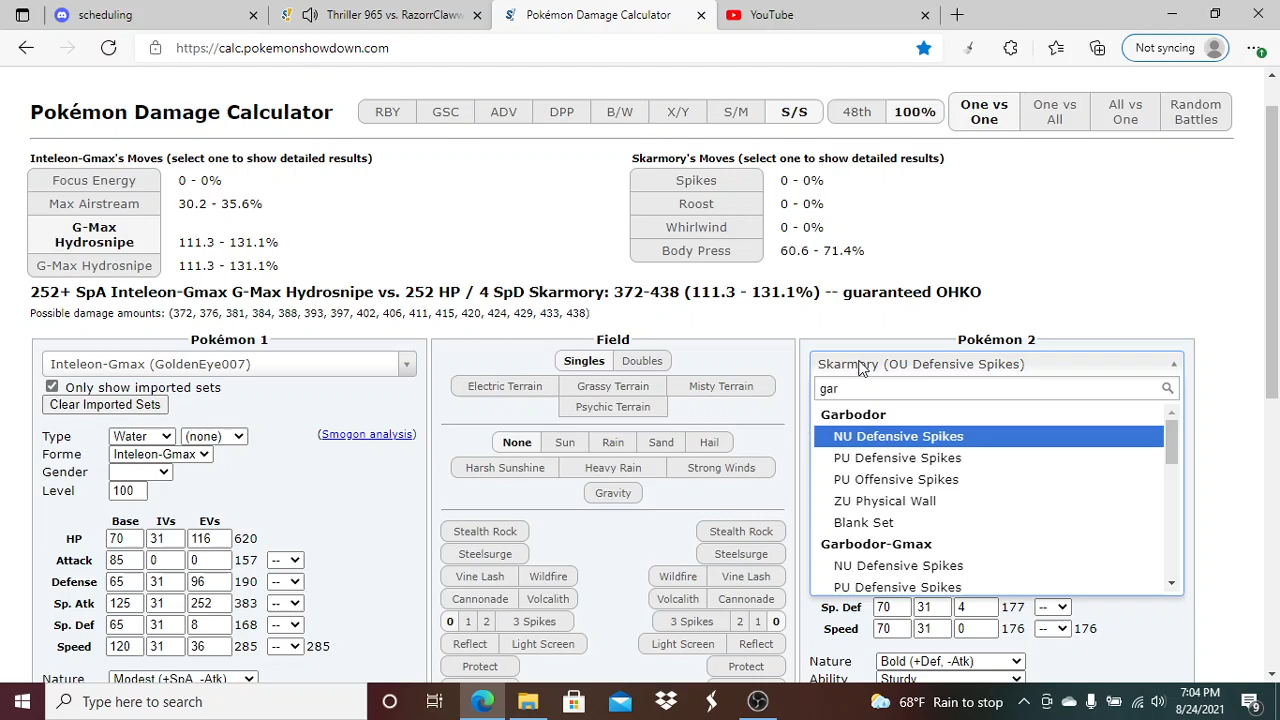 scheduling
Thriller 965 vs. RazorrClaww
Pokémon Damage Calculator
YouTube
https://calc.pokemonshowdown.com
Not syncing
Pokémon Damage Calculator
RBY GSC ADV DPP B/W X/Y S/M S/S
48th 100%
One vs One
One vs All
All vs One
Random Battles
Inteleon-Gmax's Moves (select one to show detailed results)
Focus Energy 0 - 0%
Max Airstream 30.2 - 35.6%
G-Max Hydrosnipe 111.3 - 131.1%
G-Max Hydrosnipe 111.3 - 131.1%
Skarmory's Moves (select one to show detailed results)
Spikes 0 - 0%
Roost 0 - 0%
Whirlwind 0 - 0%
Body Press 60.6 - 71.4%
252+ SpA Inteleon-Gmax G-Max Hydrosnipe vs. 252 HP / 4 SpD Skarmory: 372-438 (111.3 - 131.1%) -- guaranteed OHKO
Possible damage amounts: (372, 376, 381, 384, 388, 393, 397, 402, 406, 411, 415, 420, 424, 429, 433, 438)
Pokémon 1
Inteleon-Gmax (GoldenEye007)
Only show imported sets
Clear Imported Sets
Type Water (none) (Smogon analysis)
Forme Inteleon-Gmax
Gender
Level 100
Base IVs EVs
HP 70 31 116 620
Attack 85 0 0 157 --
Defense 65 31 96 190 --
Sp. Atk 125 31 252 383 --
Sp. Def 65 31 8 168 --
Speed 120 31 36 285 -- 285
Nature Modest (+SpA, -Atk)
Field
Singles Doubles
Electric Terrain Grassy Terrain Misty Terrain
Psychic Terrain
None Sun Rain Sand Hail
Harsh Sunshine Heavy Rain Strong Winds
Gravity
Stealth Rock Stealth Rock
Steelsurge Steelsurge
Vine Lash Wildfire Wildfire Vine Lash
Cannonade Volcalith Volcalith Cannonade
0 1 2 3 Spikes 3 Spikes 2 1 0
Reflect Light Screen Light Screen Reflect
Protect Protect
Pokémon 2
Skarmory (OU Defensive Spikes)
gar
Garbodor
NU Defensive Spikes
PU Defensive Spikes
PU Offensive Spikes
ZU Physical Wall
Blank Set
Garbodor-Gmax
NU Defensive Spikes
PU Defensive Spikes
Sp. Def 70 31 4 177 --
Speed 70 31 0 176 -- 176
Nature Bold (+Def, -Atk)
Ability Sturdy
Type here to search
68°F Rain to stop
7:04 PM
8/24/2021
9